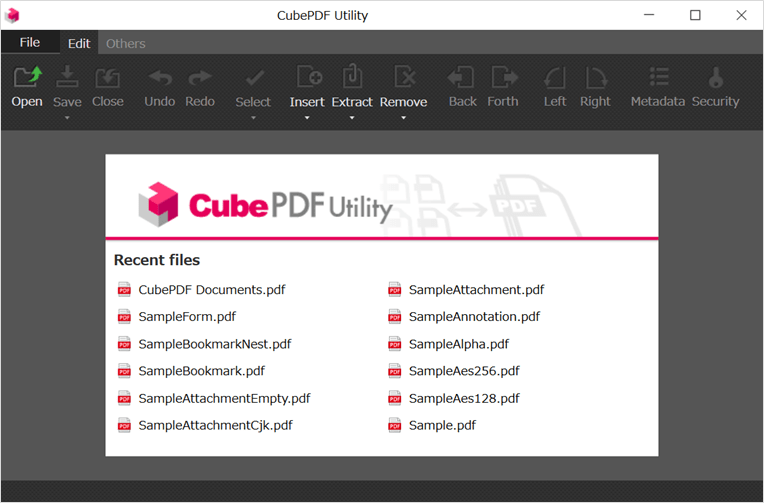 CubePDF Utility
File Edit Others
Open Save Close Undo Redo Select Insert Extract Remove Back Forth Left Right Metadata Security
CubePDF Utility
PDF
Recent files
CubePDF Documents.pdf
SampleForm.pdf
SampleBookmarkNest.pdf
SampleBookmark.pdf
SampleAttachmentEmpty.pdf
SampleAttachmentCjk.pdf
SampleAttachment.pdf
SampleAnnotation.pdf
SampleAlpha.pdf
SampleAes256.pdf
SampleAes128.pdf
Sample.pdf